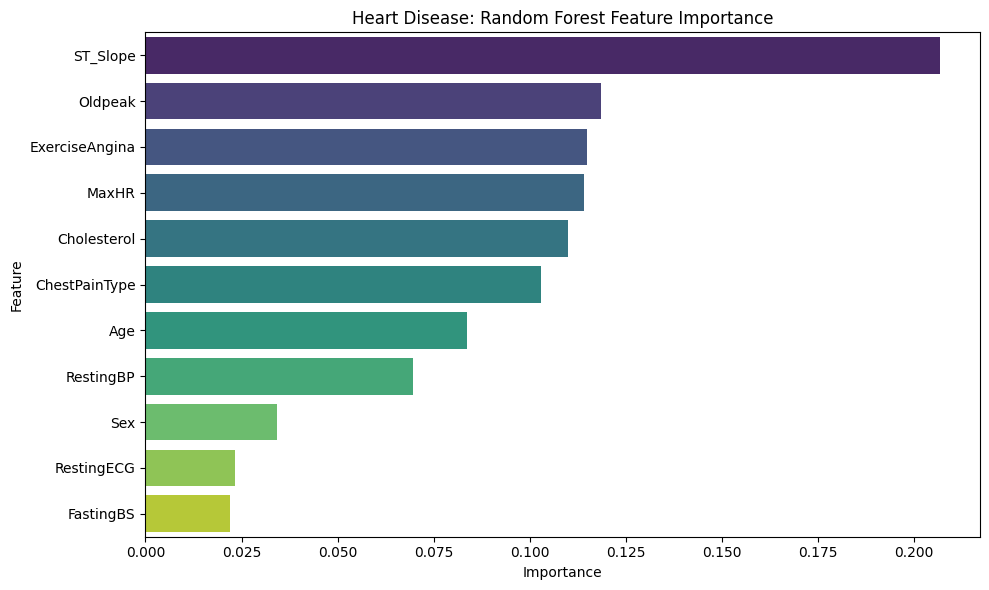 Heart Disease: Random Forest Feature Importance
ST_Slope
Oldpeak
ExerciseAngina
MaxHR
Cholesterol
ChestPainType
Age
RestingBP
Sex
RestingECG
FastingBS
Feature
0.000 0.025 0.050 0.075 0.100 0.125 0.150 0.175 0.200
Importance